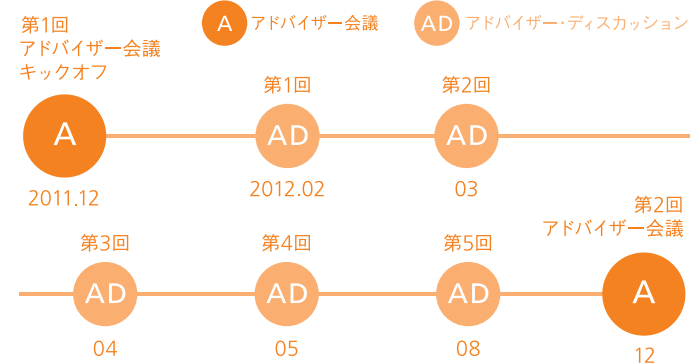 A アドバイザー会議
AD アドバイザー・ディスカッション
第1回
アドバイザー会議
キックオフ
A
2011.12
第1回
AD
2012.02
第2回
AD
03
第3回
AD
04
第4回
AD
05
第5回
AD
08
第2回
アドバイザー会議
A
12